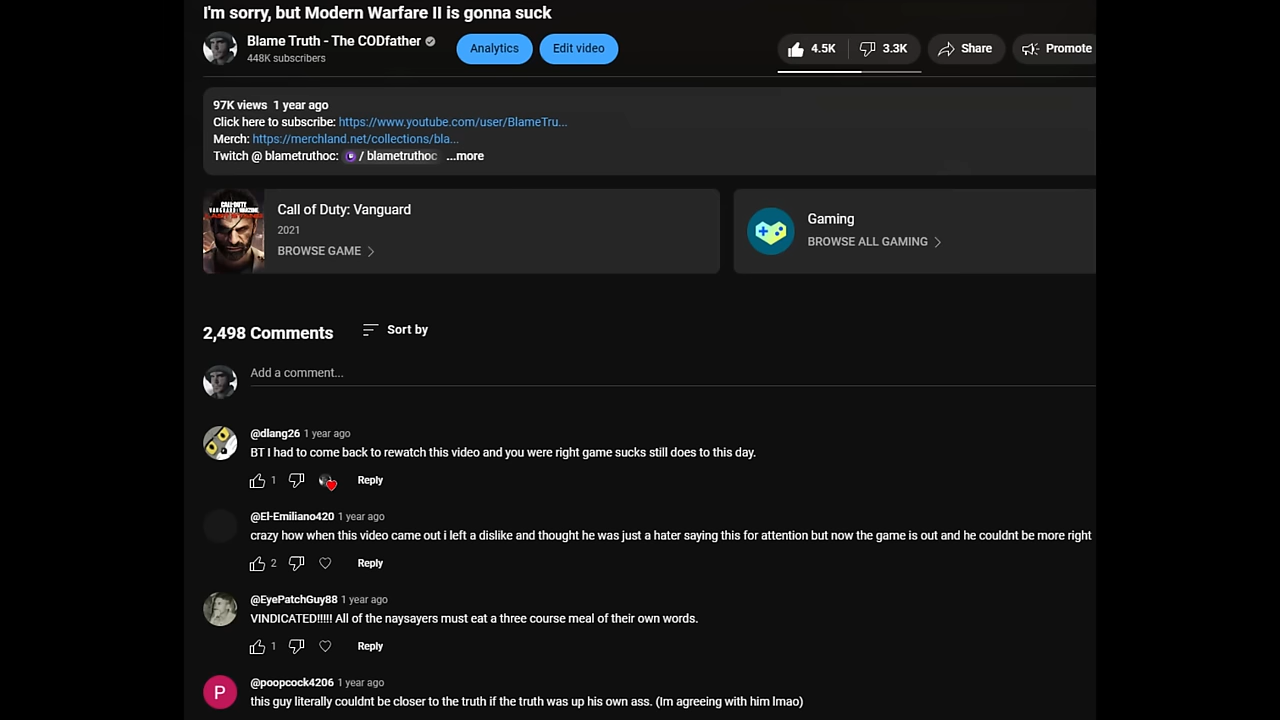 I'm sorry, but Modern Warfare II is gonna suck
Blame Truth - The CODfather
448K subscribers
Analytics
Edit video
4.5K
3.3K
Share
Promote
97K views 1 year ago
Click here to subscribe: https://www.youtube.com/user/BlameTru...
Merch: https://merchland.net/collections/bla...
Twitch @ blametruthoc: / blametruthoc ...more
CALL OF DUTY
Call of Duty: Vanguard
2021
BROWSE GAME
Gaming
BROWSE ALL GAMING
2,498 Comments
Sort by
Add a comment...
@dlang26 1 year ago
BT I had to come back to rewatch this video and you were right game sucks still does to this day.
1
Reply
@El-Emiliano420 1 year ago
crazy how when this video came out i left a dislike and thought he was just a hater saying this for attention but now the game is out and he couldnt be more right
2
Reply
@EyePatchGuy88 1 year ago
VINDICATED!!!!! All of the naysayers must eat a three course meal of their own words.
1
Reply
P
@poopcock4206 1 year ago
this guy literally couldnt be closer to the truth if the truth was up his own ass. (Im agreeing with him lmao)